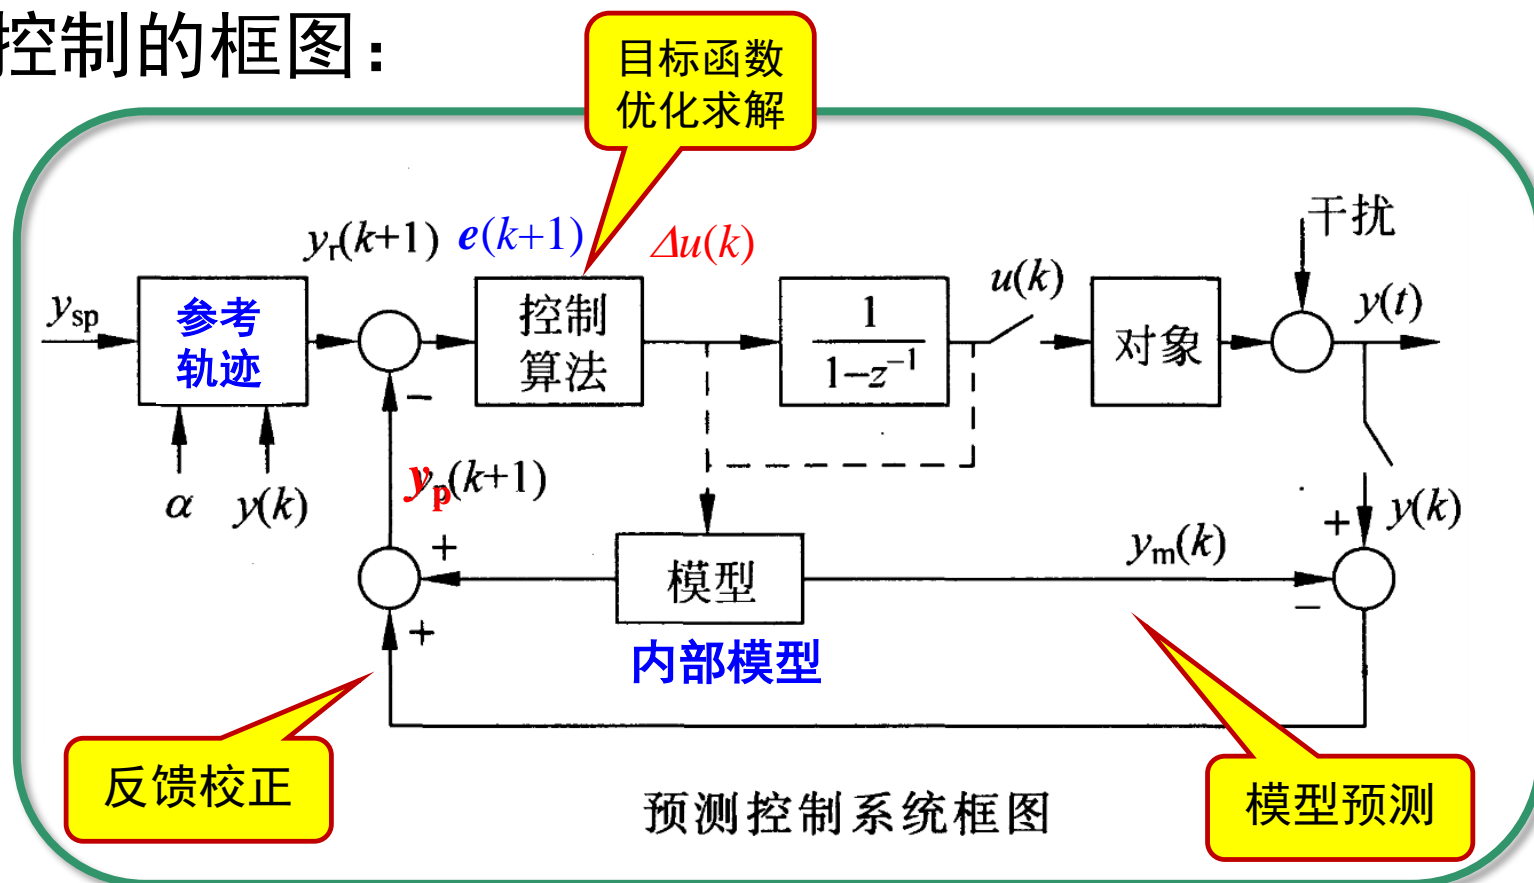 控制的框图：
目标函数
优化求解
y_sp
参考
轨迹
α
y(k)
y_r(k+1)
e(k+1)
−
控制
算法
Δu(k)
1
1−z^{-1}
u(k)
对象
干扰
y(t)
y_p(k+1)
+
+
模型
内部模型
y_m(k)
+
y(k)
−
反馈校正
模型预测
预测控制系统框图